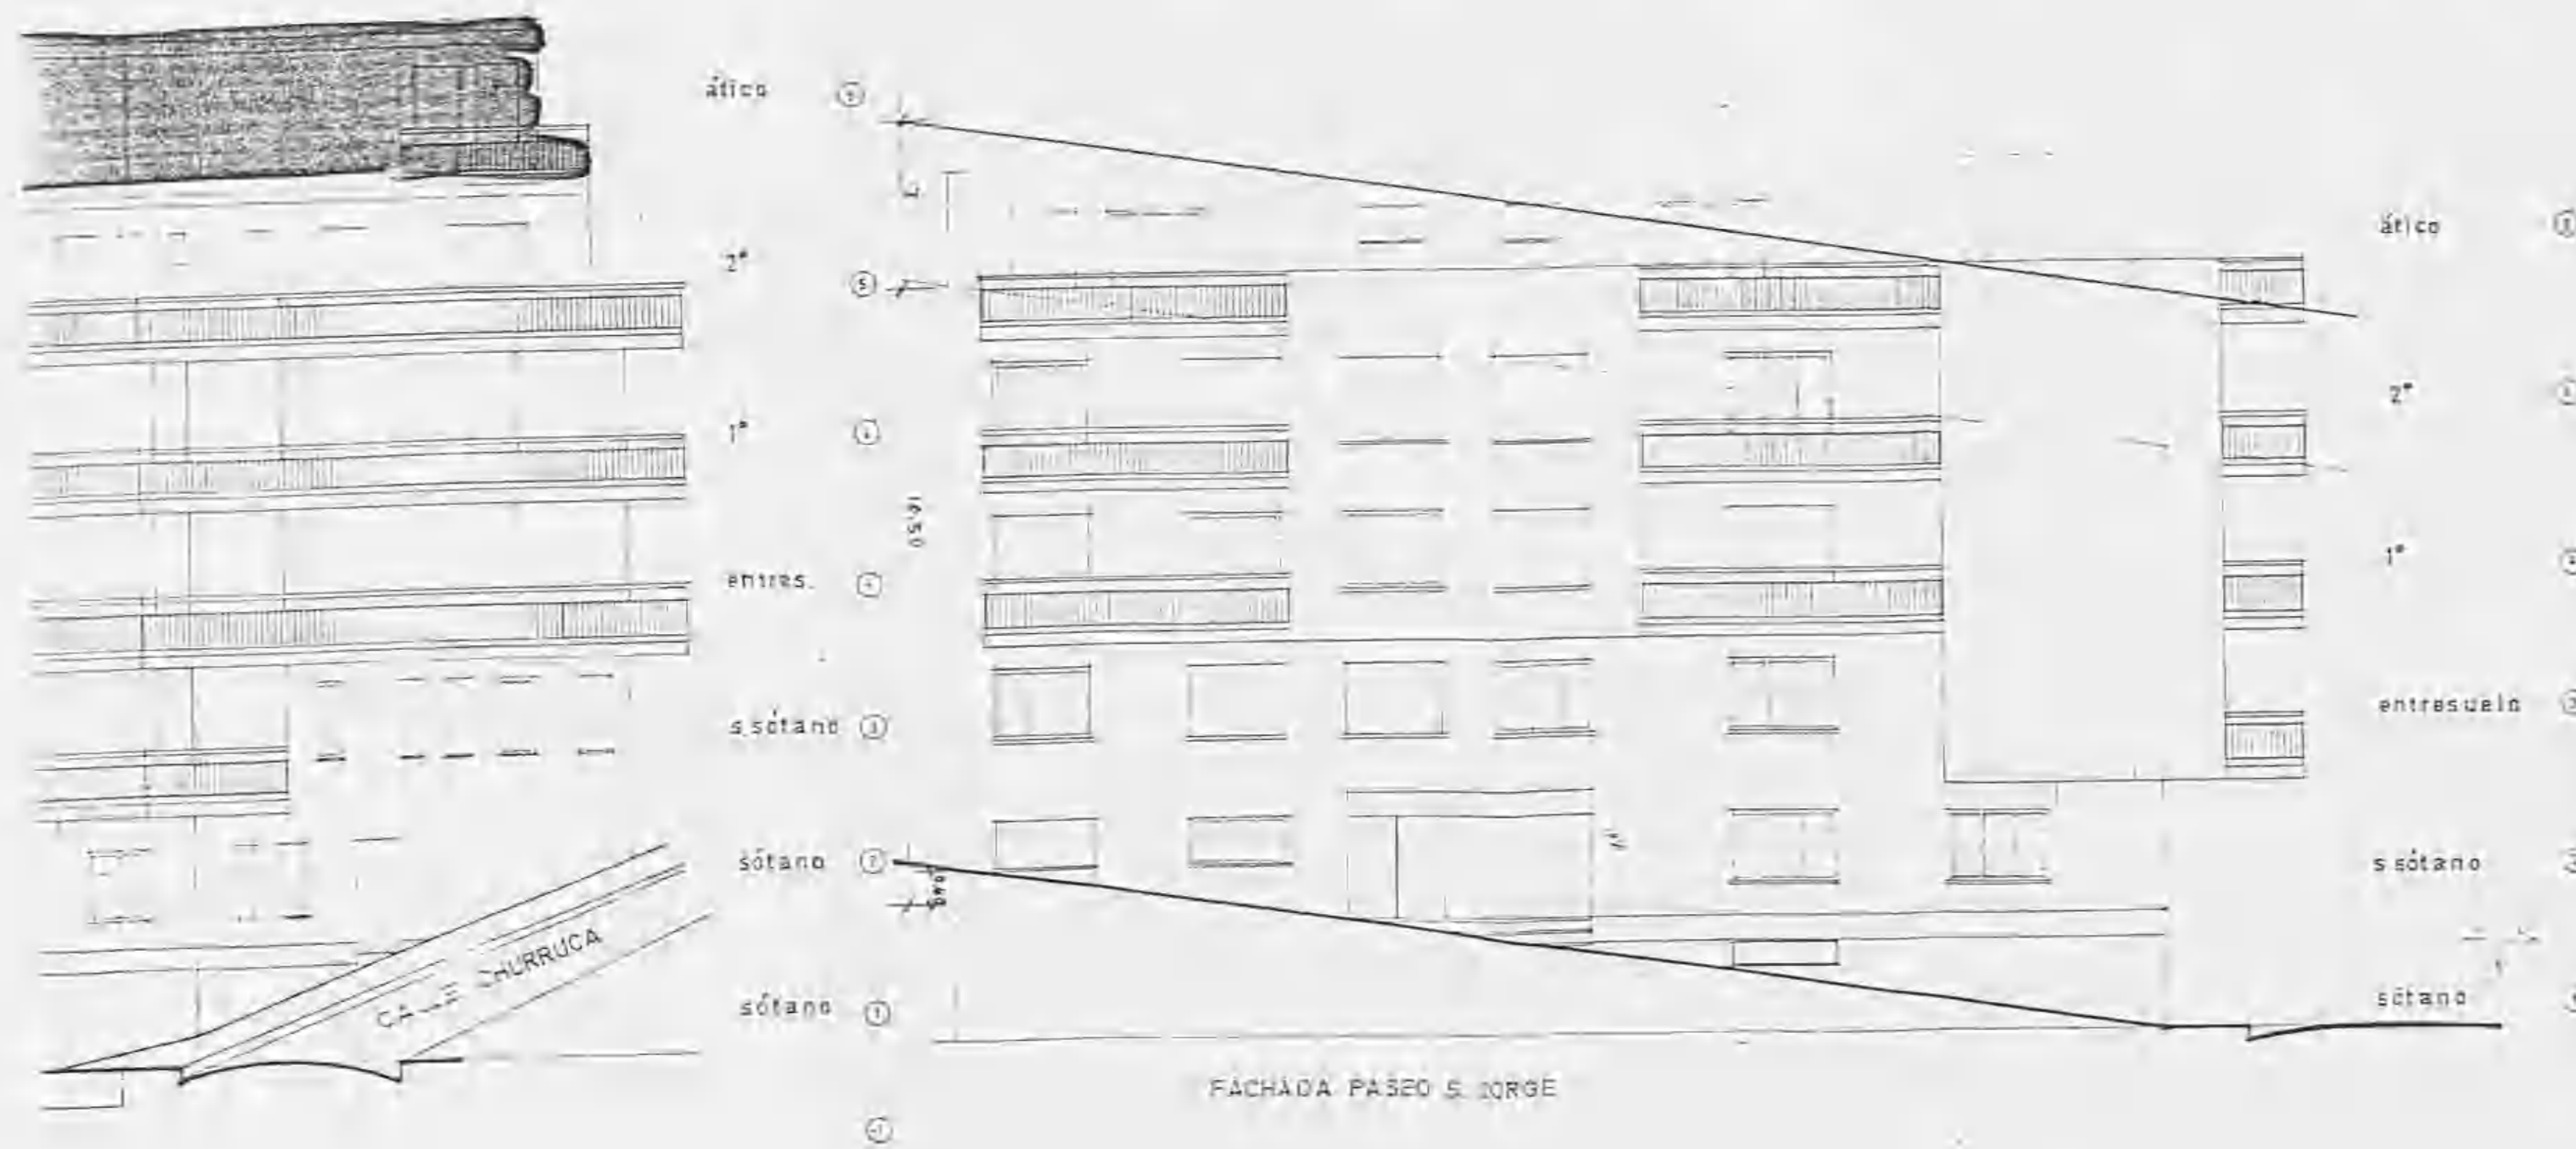 ático
2º
1º
entres.
s.sótano
sótano
sótano
16,50
CALLE CHURRUCA
FACHADA PASEO S. JORGE
ático
2º
1º
entresuelo
s.sótano
sótano